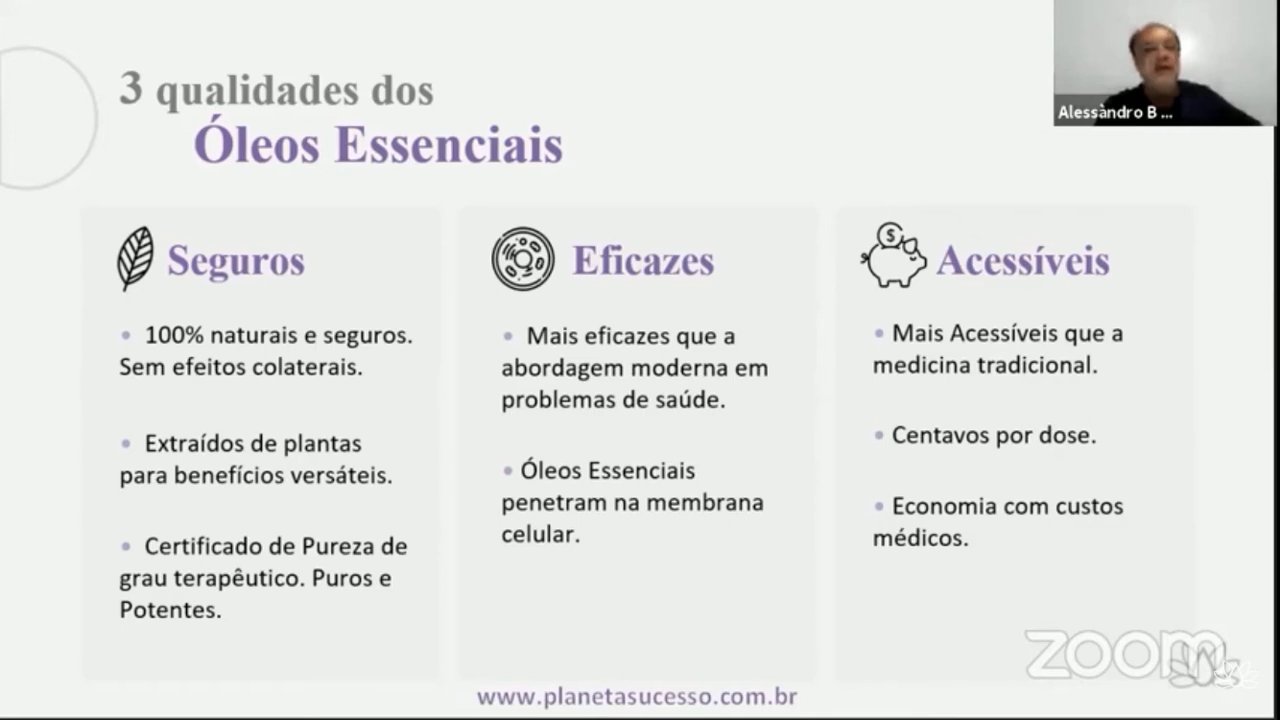 3 qualidades dos
Óleos Essenciais
Alessàndro B ...
Seguros
• 100% naturais e seguros.
Sem efeitos colaterais.
• Extraídos de plantas
para benefícios versáteis.
• Certificado de Pureza de
grau terapêutico. Puros e
Potentes.
Eficazes
• Mais eficazes que a
abordagem moderna em
problemas de saúde.
• Óleos Essenciais
penetram na membrana
celular.
$
Acessíveis
• Mais Acessíveis que a
medicina tradicional.
• Centavos por dose.
• Economia com custos
médicos.
zoom
www.planetasucesso.com.br